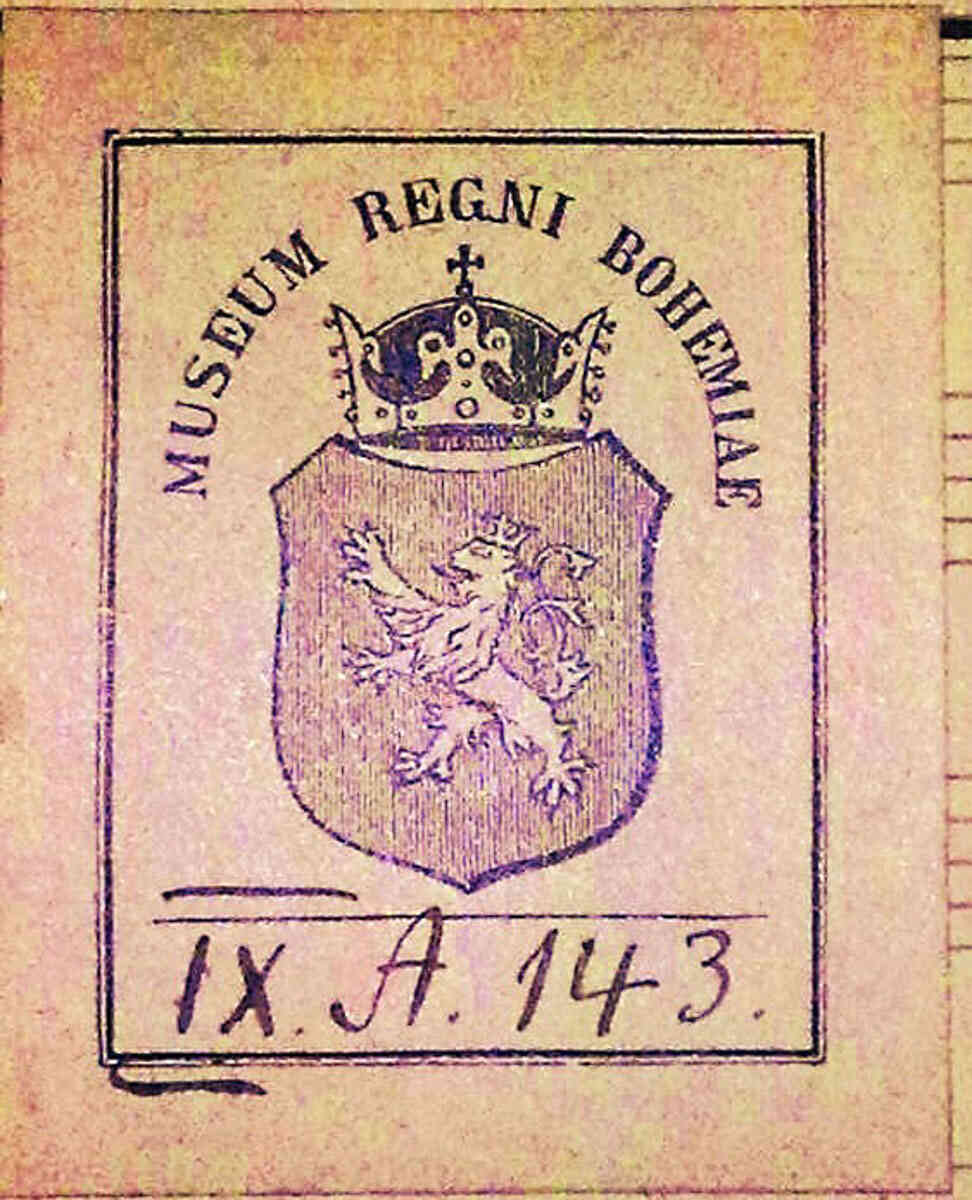 MUSEUM REGNI BOHEMIAE
IX. A. 143.